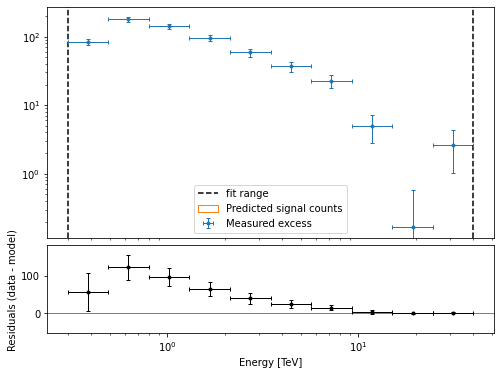 10²
10¹
10⁰
fit range
Predicted signal counts
Measured excess
Residuals (data - model)
100
0
10⁰
10¹
Energy [TeV]